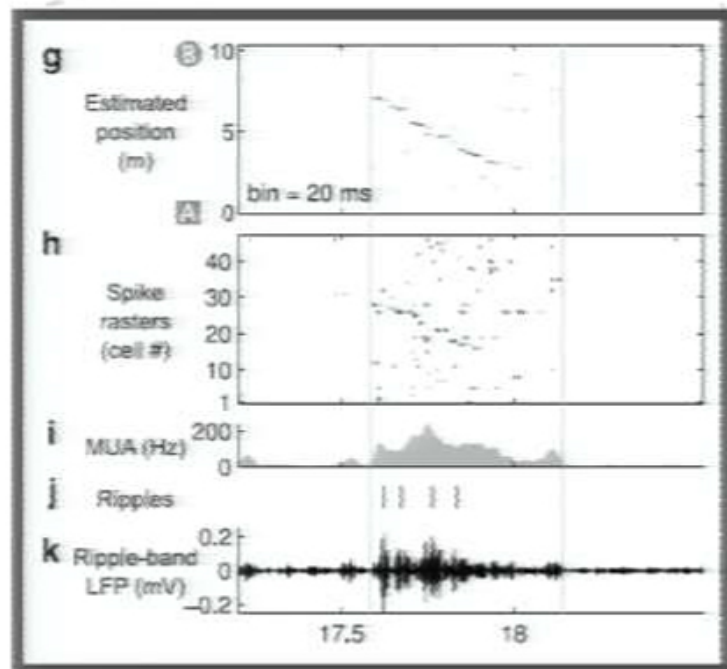 g
B 10
Estimated
position
(m)
5
A 0
bin = 20 ms
h
Spike
rasters
(cell #)
40
30
20
10
1
i
MUA (Hz)
200
0
j
Ripples
k
Ripple-band
LFP (mV)
0.2
0
–0.2
17.5 18